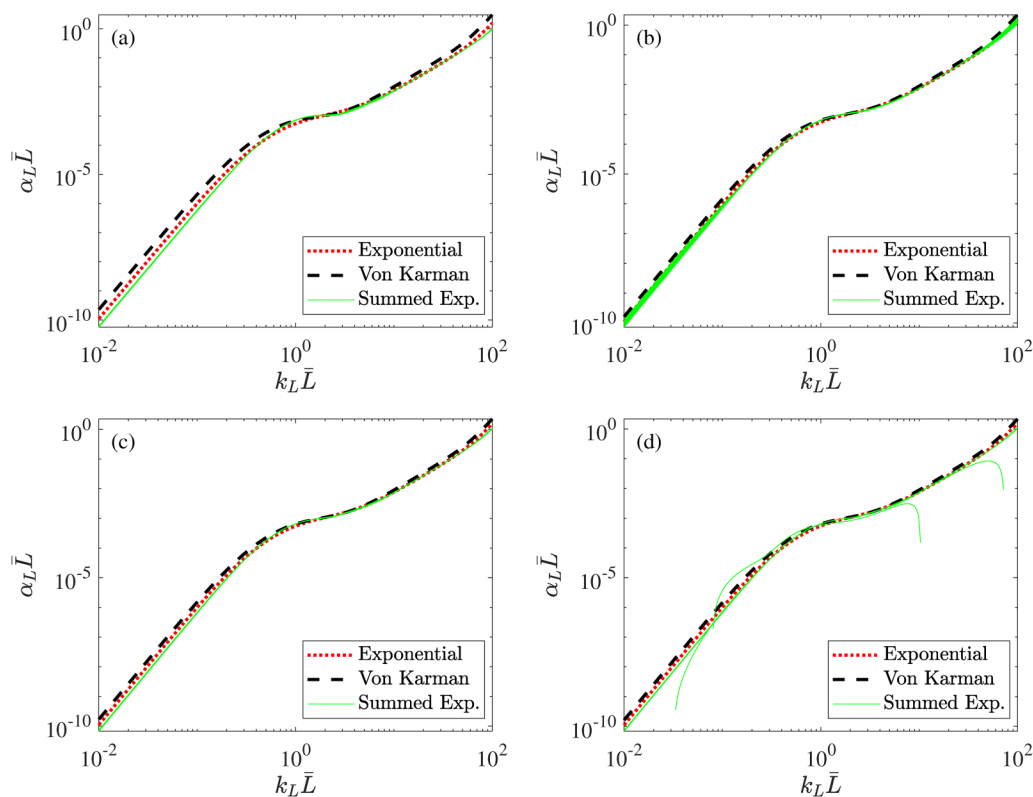 (a)
10^0
10^-5
10^-10
α_L L̄
Exponential
Von Karman
Summed Exp.
10^-2 10^0 10^2
k_L L̄
(b)
10^0
10^-5
10^-10
α_L L̄
Exponential
Von Karman
Summed Exp.
10^-2 10^0 10^2
k_L L̄
(c)
10^0
10^-5
10^-10
α_L L̄
Exponential
Von Karman
Summed Exp.
10^-2 10^0 10^2
k_L L̄
(d)
10^0
10^-5
10^-10
α_L L̄
Exponential
Von Karman
Summed Exp.
10^-2 10^0 10^2
k_L L̄